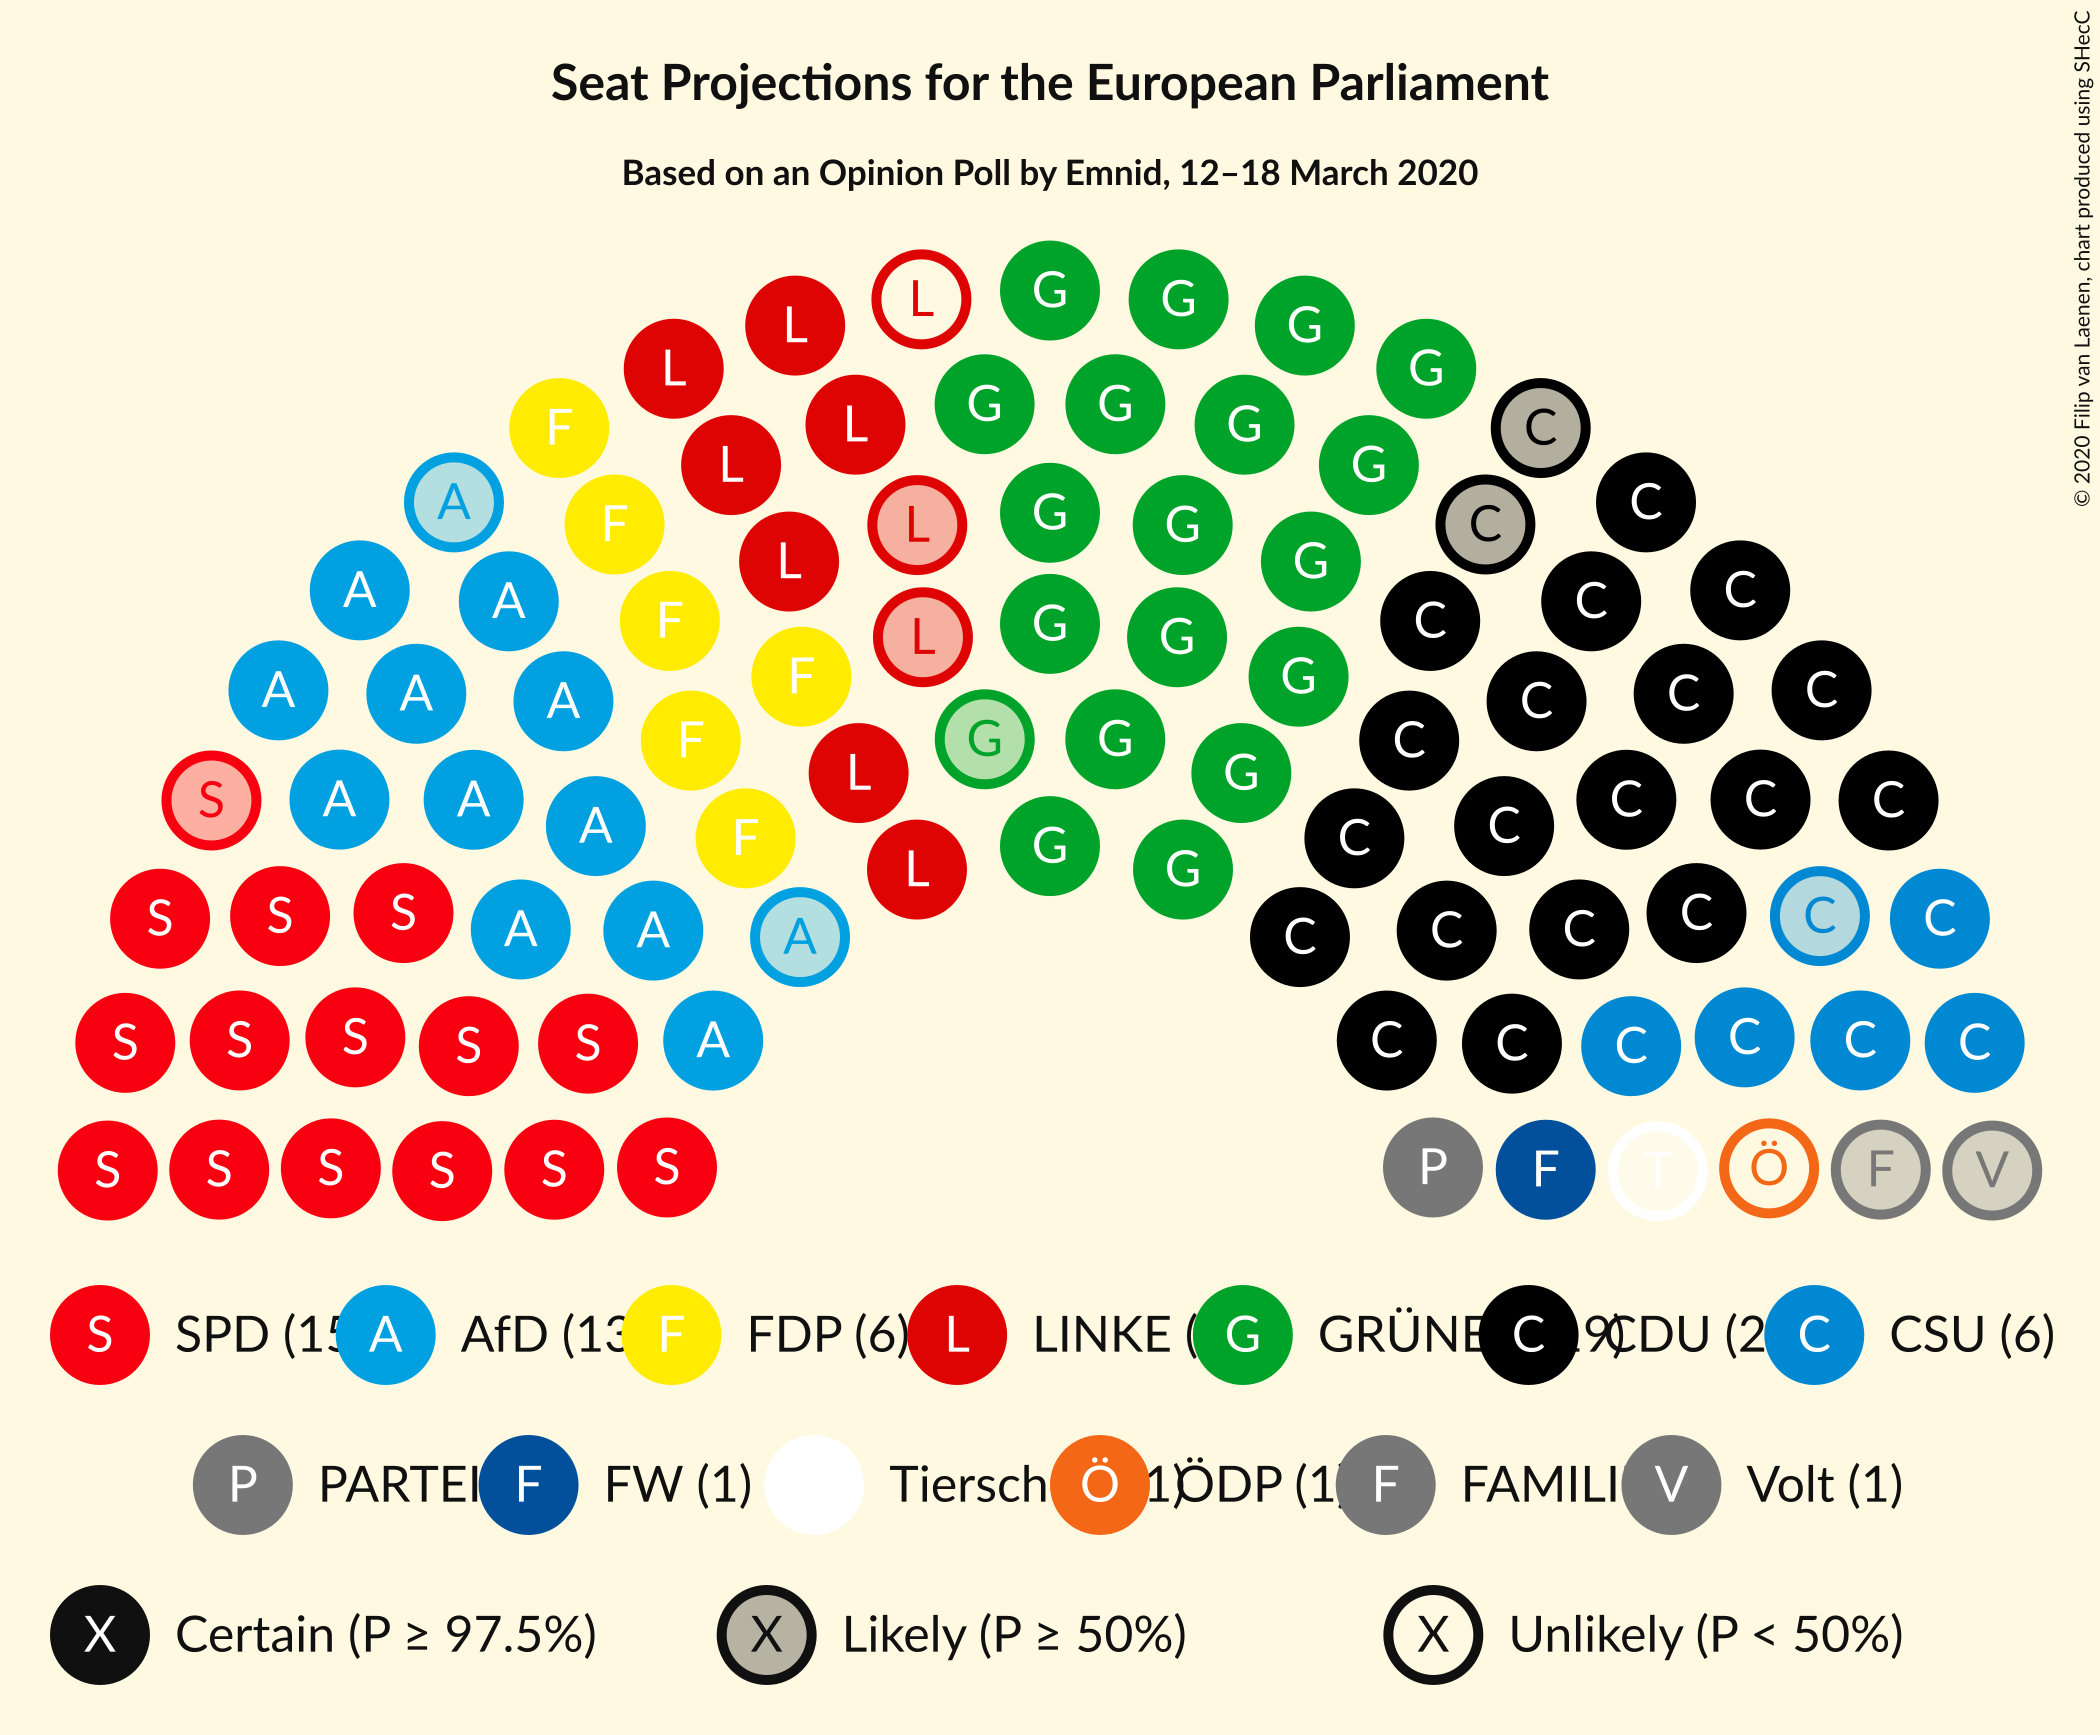 Seat Projections for the European Parliament
Based on an Opinion Poll by Emnid, 12–18 March 2020
© 2020 Filip van Laenen, chart produced using SHecC
L G G G
L G
L G G G
F L G C
L G
A F L G G C C
A A F L G G C C C
L G G
A A A F F G C C C C
F G G G C
S A A L G C C C
A F G C C
L G
S S S A A A C C C C C C
S S S S S A C C C C C C
S S S S S S P F T Ö F V
S SPD (15 A AfD (13 F FDP (6) L LINKE ( G GRÜNE C 9) CDU (2 C CSU (6)
P PARTEI F FW (1) Tiersch Ö 1) ÖDP (1 F FAMILI V Volt (1)
X Certain (P ≥ 97.5%) X Likely (P ≥ 50%) X Unlikely (P < 50%)